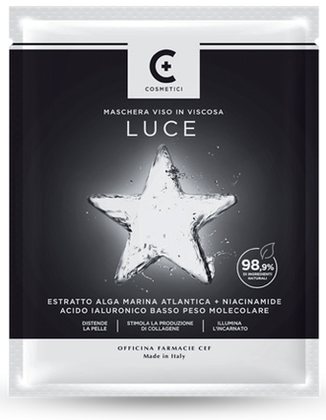 C+
COSMETICI
MASCHERA VISO IN VISCOSA
LUCE
98,9%
DI INGREDIENTI
NATURALI
ESTRATTO ALGA MARINA ATLANTICA + NIACINAMIDE
ACIDO IALURONICO BASSO PESO MOLECOLARE
DISTENDE
LA PELLE
STIMOLA LA PRODUZIONE
DI COLLAGENE
ILLUMINA
L'INCARNATO
OFFICINA FARMACIE CEF
Made in Italy